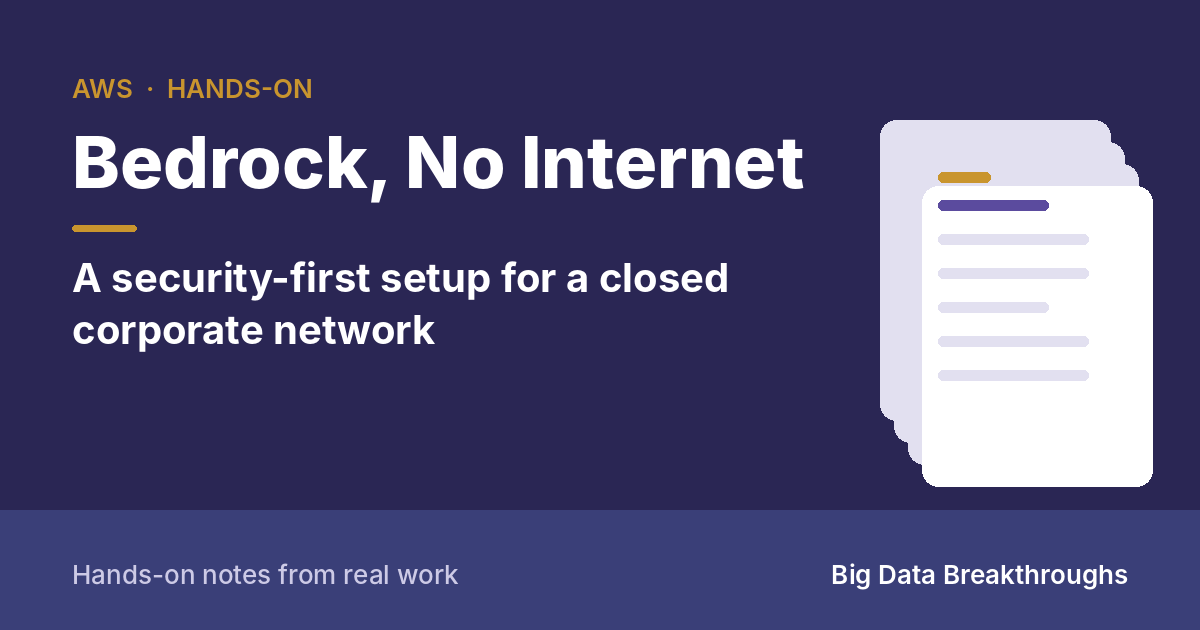 AWS · HANDS-ON
Bedrock, No Internet
A security-first setup for a closed
corporate network
Hands-on notes from real work
Big Data Breakthroughs